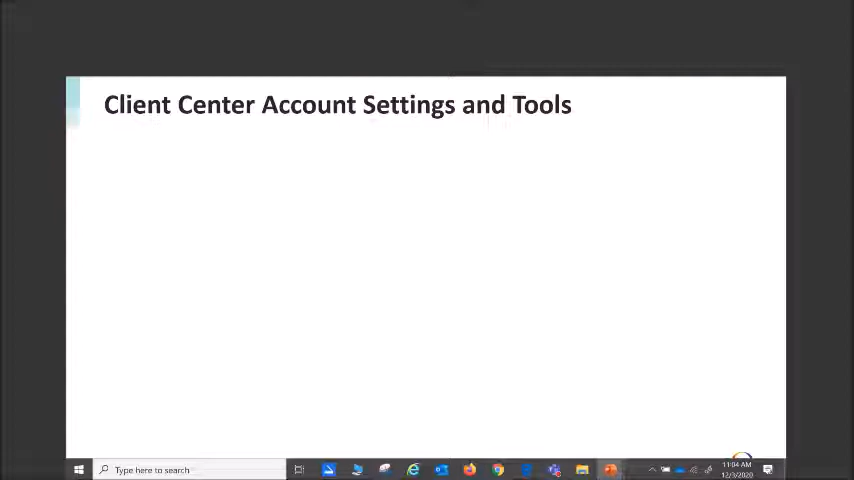 Client Center Account Settings and Tools
Type here to search
11:04 AM
12/3/2020